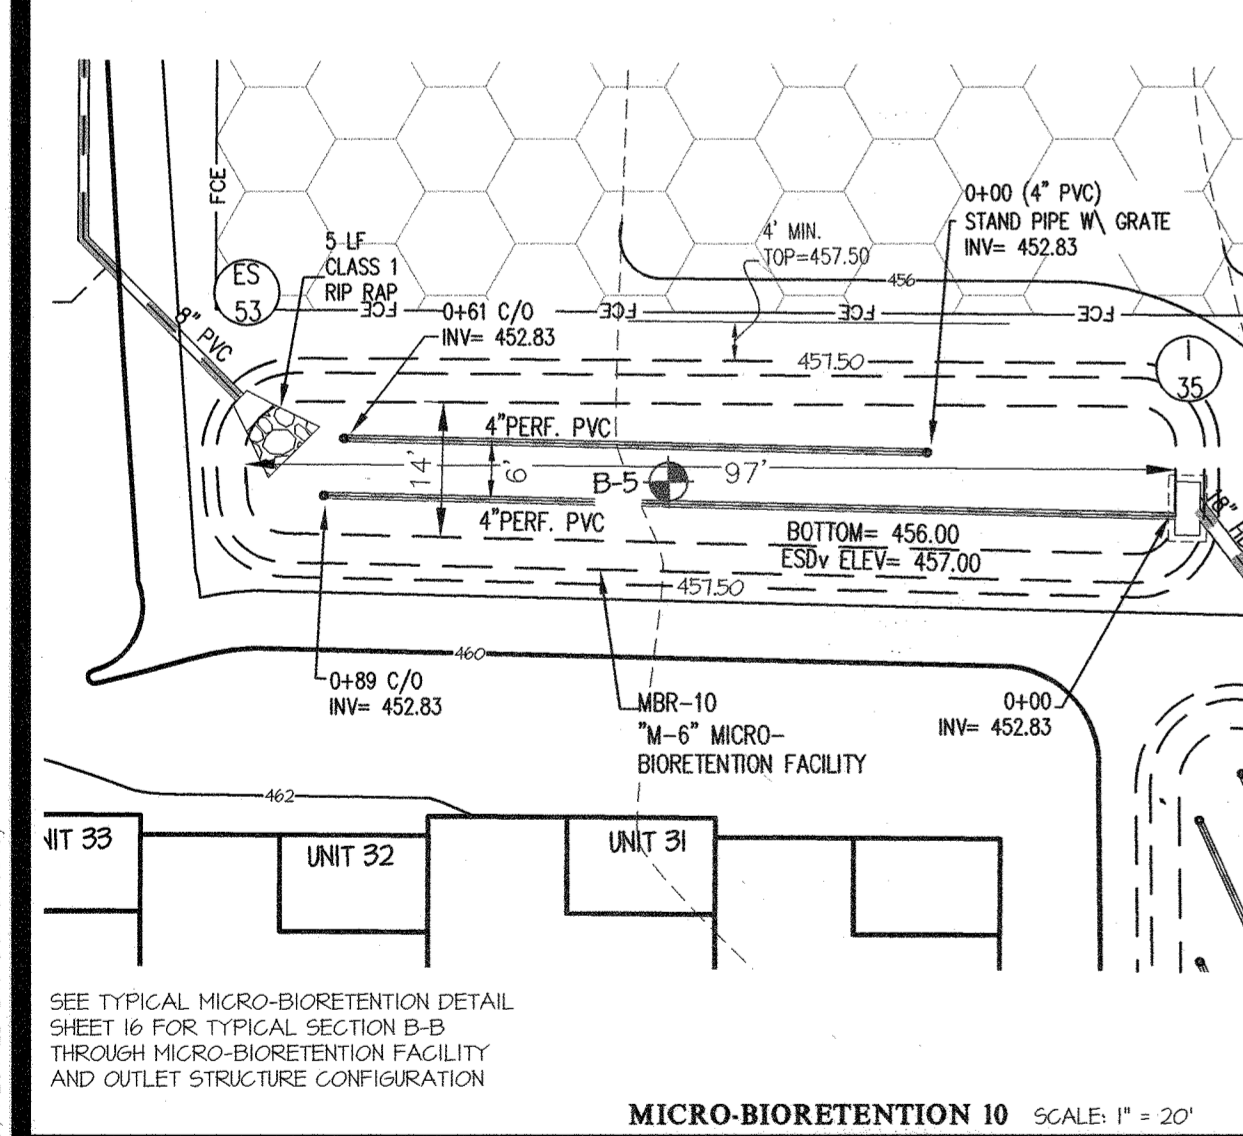 0+00 (4" PVC)
STAND PIPE W\ GRATE
INV= 452.83
4' MIN.
TOP=457.50
456
FCE
5 LF
CLASS 1
RIP RAP
ES
53
8" PVC
FCE
FCE
FCE
FCE
0+61 C/O
INV= 452.83
457.50
I
35
4"PERF. PVC
14'
6'
B-5
97'
4"PERF. PVC
BOTTOM= 456.00
ESDv ELEV= 457.00
457.50
18"
460
0+89 C/O
INV= 452.83
MBR-10
"M-6" MICRO-
BIORETENTION FACILITY
0+00
INV= 452.83
462
NIT 33
UNIT 32
UNIT 31
SEE TYPICAL MICRO-BIORETENTION DETAIL
SHEET 16 FOR TYPICAL SECTION B-B
THROUGH MICRO-BIORETENTION FACILITY
AND OUTLET STRUCTURE CONFIGURATION
MICRO-BIORETENTION 10 SCALE: 1" = 20'